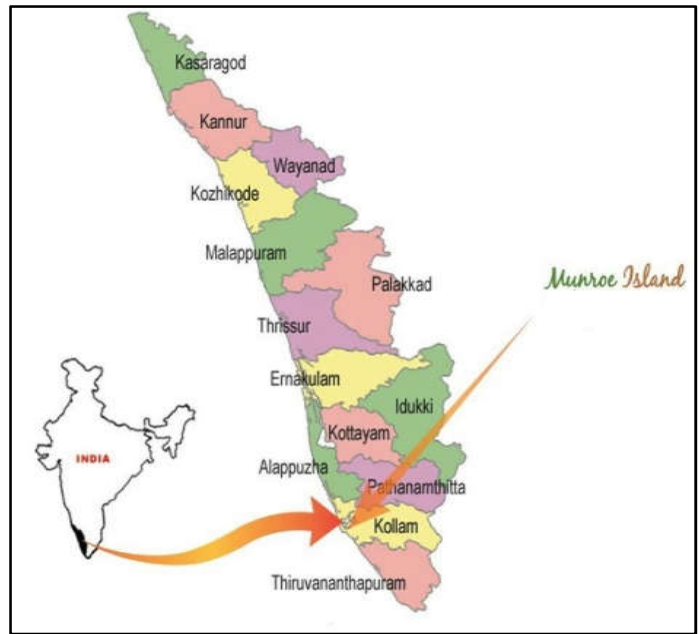 Kasaragod
Kannur
Wayanad
Kozhikode
Malappuram
Palakkad
Munroe Island
Thrissur
Ernakulam
Idukki
Kottayam
INDIA
Alappuzha
Pathanamthitta
Kollam
Thiruvananthapuram